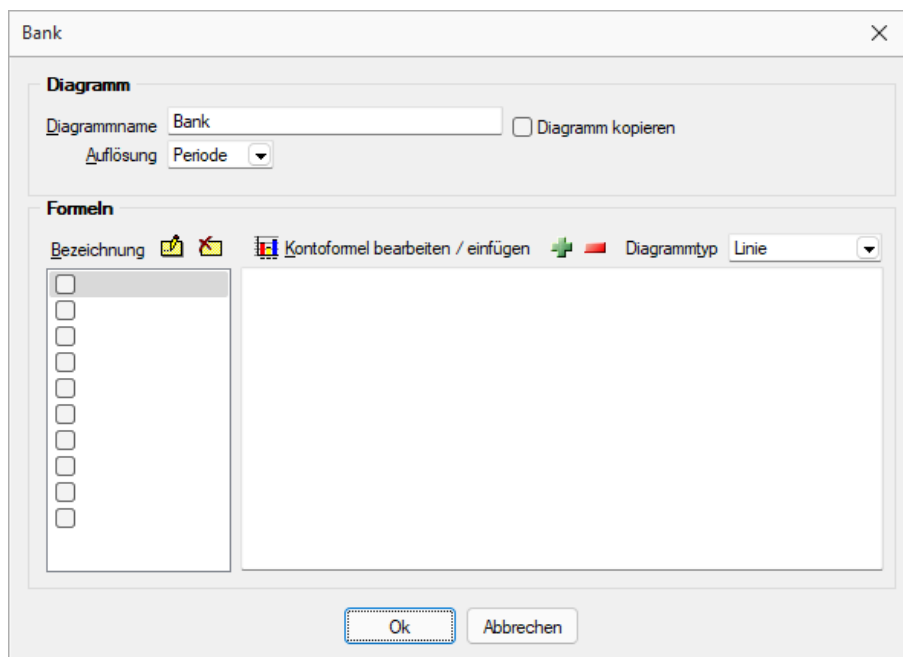 Bank
Diagramm
Diagrammname Bank Diagramm kopieren
Auflösung Periode
Formeln
Bezeichnung Kontoformel bearbeiten / einfügen Diagrammtyp Linie
Ok Abbrechen